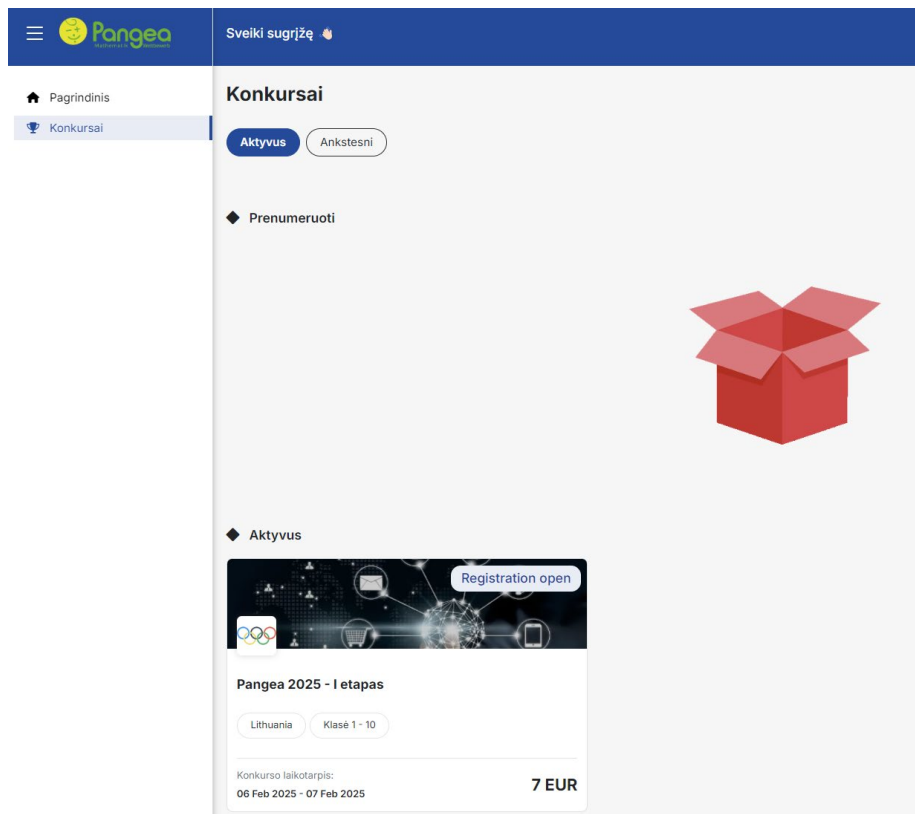 Pangea
Sveiki sugrįžę
Pagrindinis
Konkursai
Konkursai
Aktyvus
Ankstesni
Prenumeruoti
Aktyvus
Registration open
Pangea 2025 - I etapas
Lithuania
Klasė 1 - 10
Konkurso laikotarpis:
06 Feb 2025 - 07 Feb 2025
7 EUR